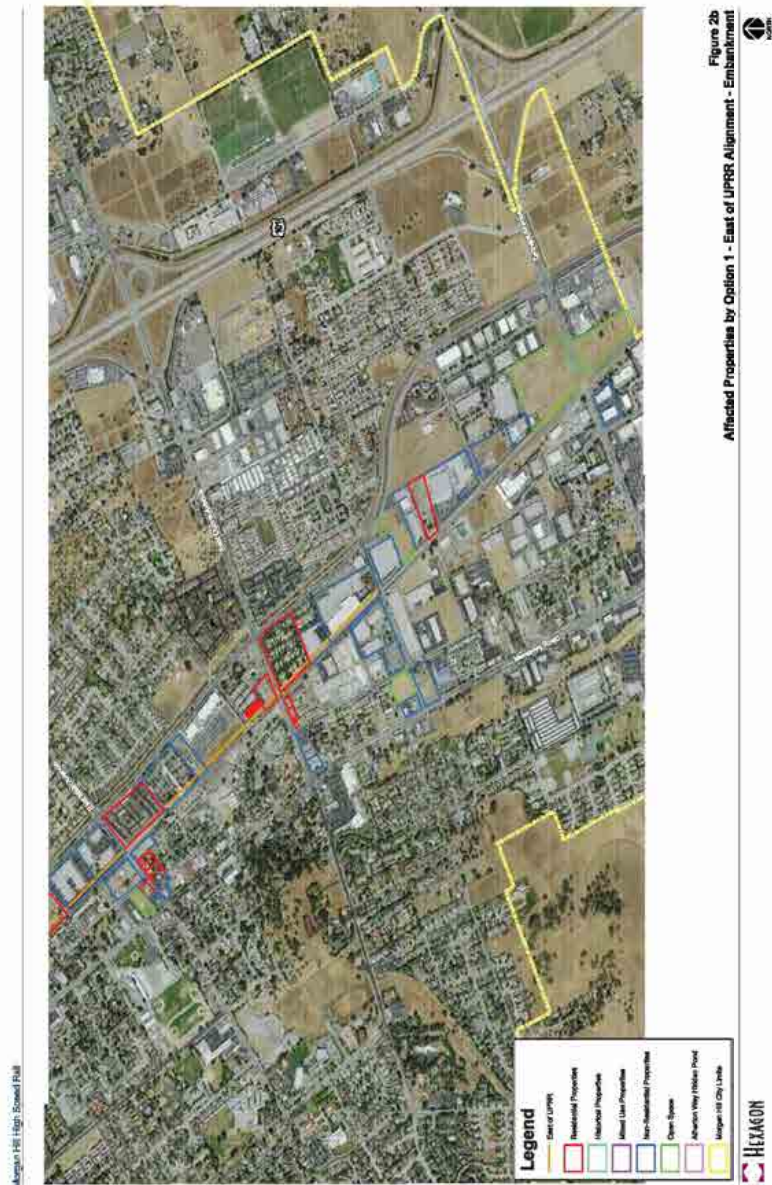 Morgan Hill High Speed Rail
101
Legend
East of UPRR
Residential Properties
Historical Properties
Mixed Use Properties
Non-Residential Properties
Open Space
Morgan Hill City Limits
HEXAGON
Figure 2b
Affected Properties by Option 1 - East of UPRR Alignment - Embankment
NORTH